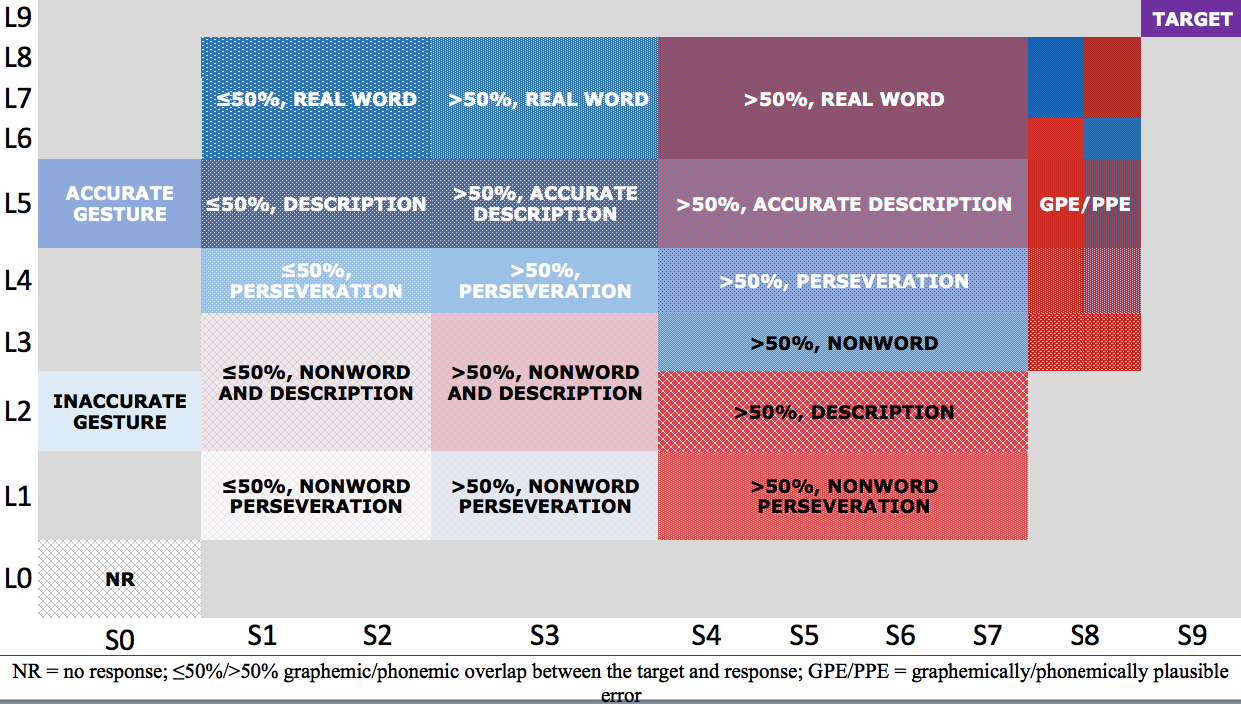 L9
TARGET
L8
L7
≤50%, REAL WORD
>50%, REAL WORD
>50%, REAL WORD
L6
L5
ACCURATE
GESTURE
≤50%, DESCRIPTION
>50%, ACCURATE
DESCRIPTION
>50%, ACCURATE DESCRIPTION
GPE/PPE
L4
≤50%,
PERSEVERATION
>50%,
PERSEVERATION
>50%, PERSEVERATION
L3
>50%, NONWORD
≤50%, NONWORD
AND DESCRIPTION
>50%, NONWORD
AND DESCRIPTION
L2
INACCURATE
GESTURE
>50%, DESCRIPTION
L1
≤50%, NONWORD
PERSEVERATION
>50%, NONWORD
PERSEVERATION
>50%, NONWORD
PERSEVERATION
L0
NR
S0 S1 S2 S3 S4 S5 S6 S7 S8 S9
NR = no response; ≤50%/>50% graphemic/phonemic overlap between the target and response; GPE/PPE = graphemically/phonemically plausible
error